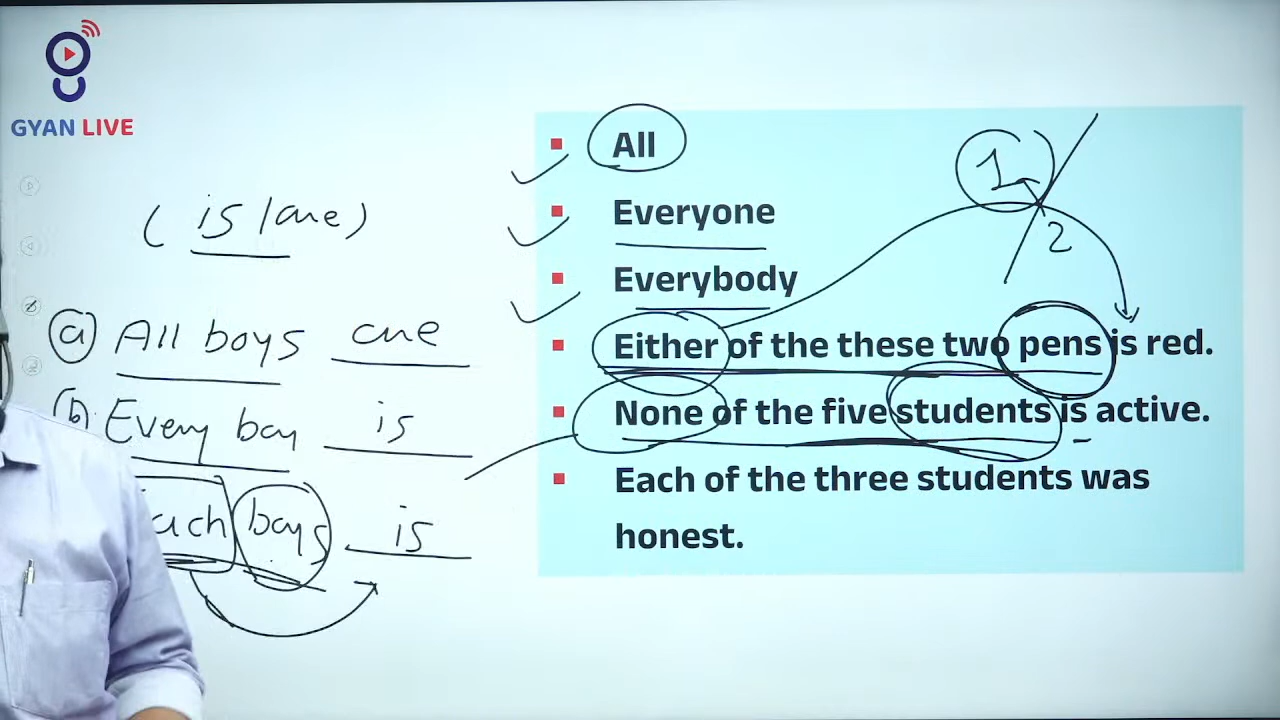 GYAN LIVE
( is / are )
(a) All boys are
(b) Every boy is
boys is
All
Everyone
Everybody
Either of the these two pens is red.
None of the five students is active.
Each of the three students was
honest.
1
2